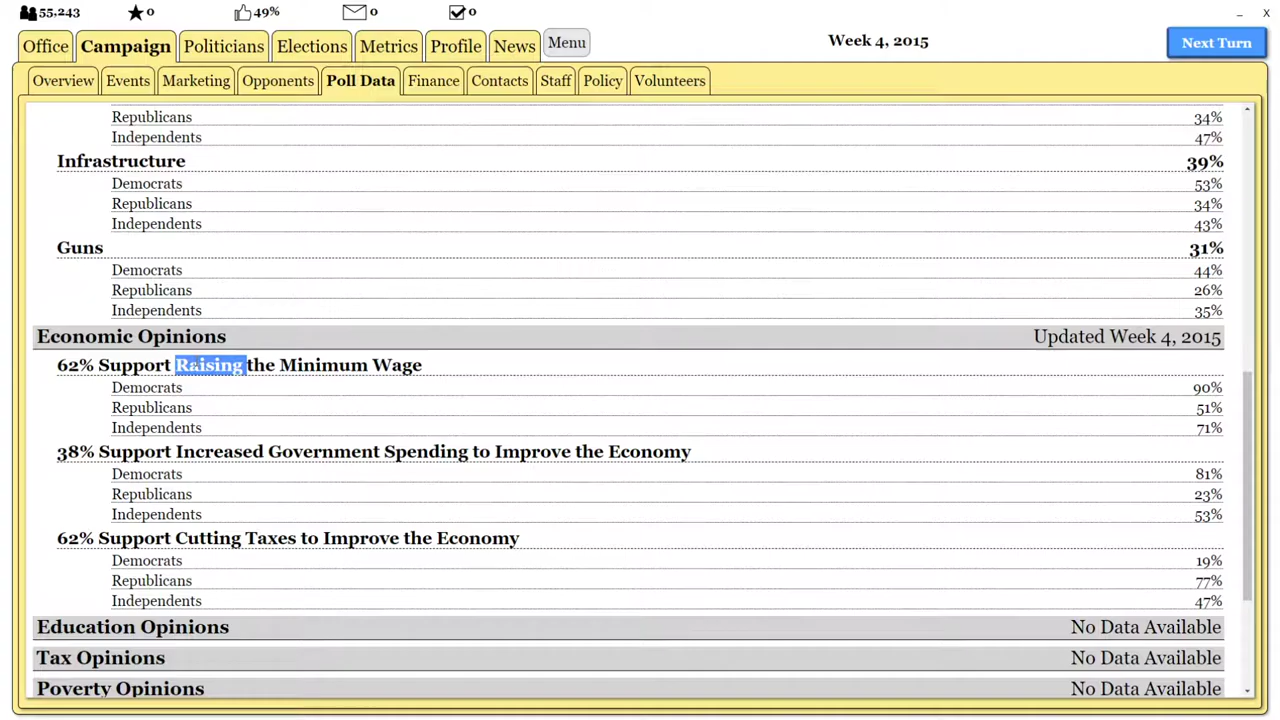 55,243 0 49% 0 0 _ X
Office Campaign Politicians Elections Metrics Profile News Menu Week 4, 2015 Next Turn
Overview Events Marketing Opponents Poll Data Finance Contacts Staff Policy Volunteers
Republicans 34%
Independents 47%
Infrastructure 39%
Democrats 53%
Republicans 34%
Independents 43%
Guns 31%
Democrats 44%
Republicans 26%
Independents 35%
Economic Opinions Updated Week 4, 2015
62% Support Raising the Minimum Wage
Democrats 90%
Republicans 51%
Independents 71%
38% Support Increased Government Spending to Improve the Economy
Democrats 81%
Republicans 23%
Independents 53%
62% Support Cutting Taxes to Improve the Economy
Democrats 19%
Republicans 77%
Independents 47%
Education Opinions No Data Available
Tax Opinions No Data Available
Poverty Opinions No Data Available